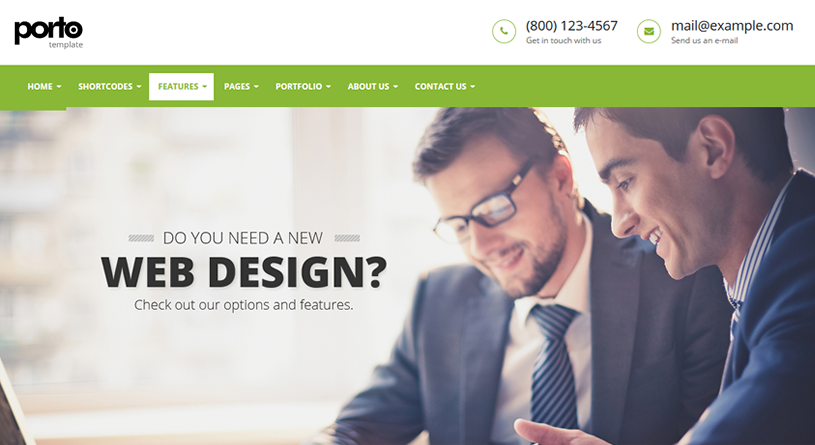 porto
template
(800) 123-4567
Get in touch with us
mail@example.com
Send us an e-mail
HOME SHORTCODES FEATURES PAGES PORTFOLIO ABOUT US CONTACT US
DO YOU NEED A NEW
WEB DESIGN?
Check out our options and features.